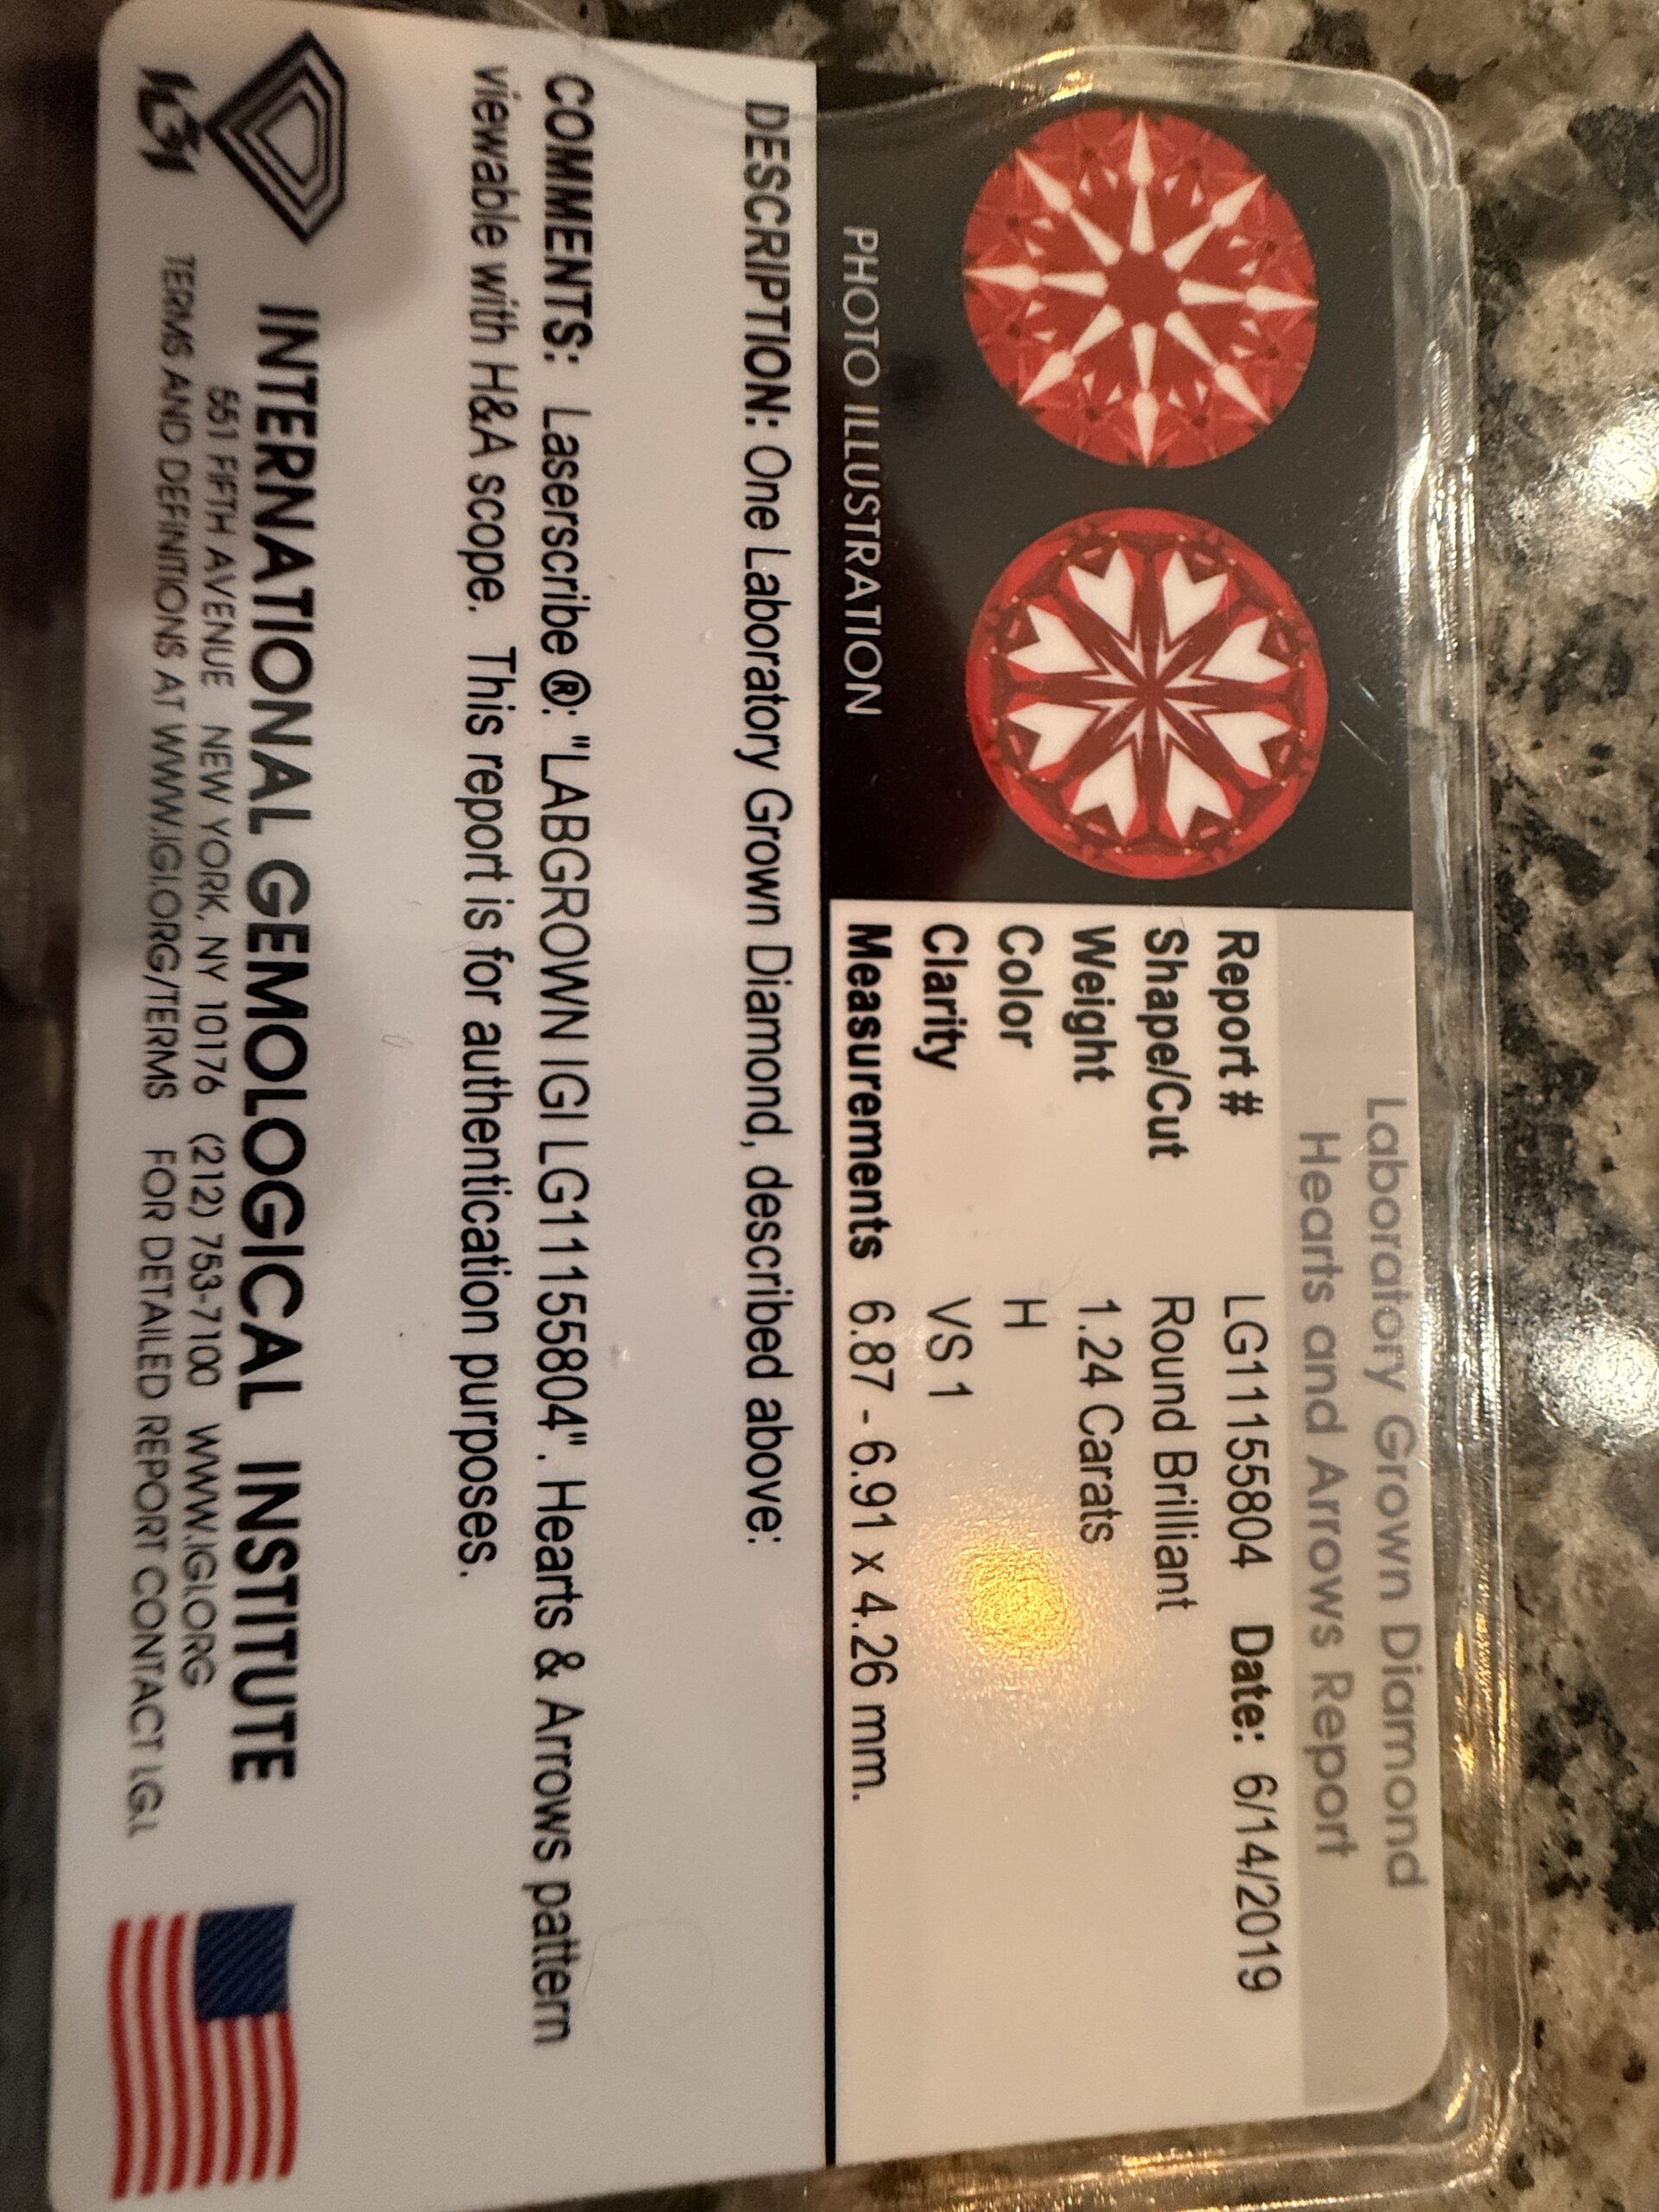 Laboratory Grown Diamond
Hearts and Arrows Report
Report # LG11155804 Date: 6/14/2019
Shape/Cut Round Brilliant
Weight 1.24 Carats
Color H
Clarity VS 1
Measurements 6.87 - 6.91 x 4.26 mm.
PHOTO ILLUSTRATION
DESCRIPTION: One Laboratory Grown Diamond, described above:
COMMENTS: Laserscribe ®: "LABGROWN IGI LG11155804". Hearts & Arrows pattern
viewable with H&A scope. This report is for authentication purposes.
IGI
INTERNATIONAL GEMOLOGICAL INSTITUTE
551 FIFTH AVENUE NEW YORK, NY 10176 (212) 753-7100 WWW.IGI.ORG
TERMS AND DEFINITIONS AT WWW.IGI.ORG/TERMS FOR DETAILED REPORT CONTACT I.G.I.